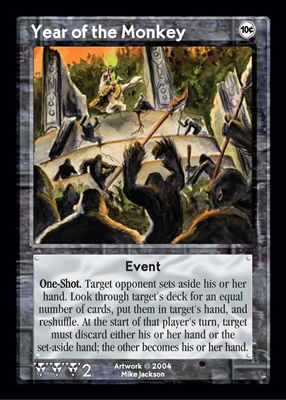 Year of the Monkey
10¢
Event
One-Shot. Target opponent sets aside his or her
hand. Look through target's deck for an equal
number of cards, put them in target's hand, and
reshuffle. At the start of that player's turn, target
must discard either his or her hand or the
set-aside hand; the other becomes his or her hand.
2
Artwork © 2004
Mike Jackson